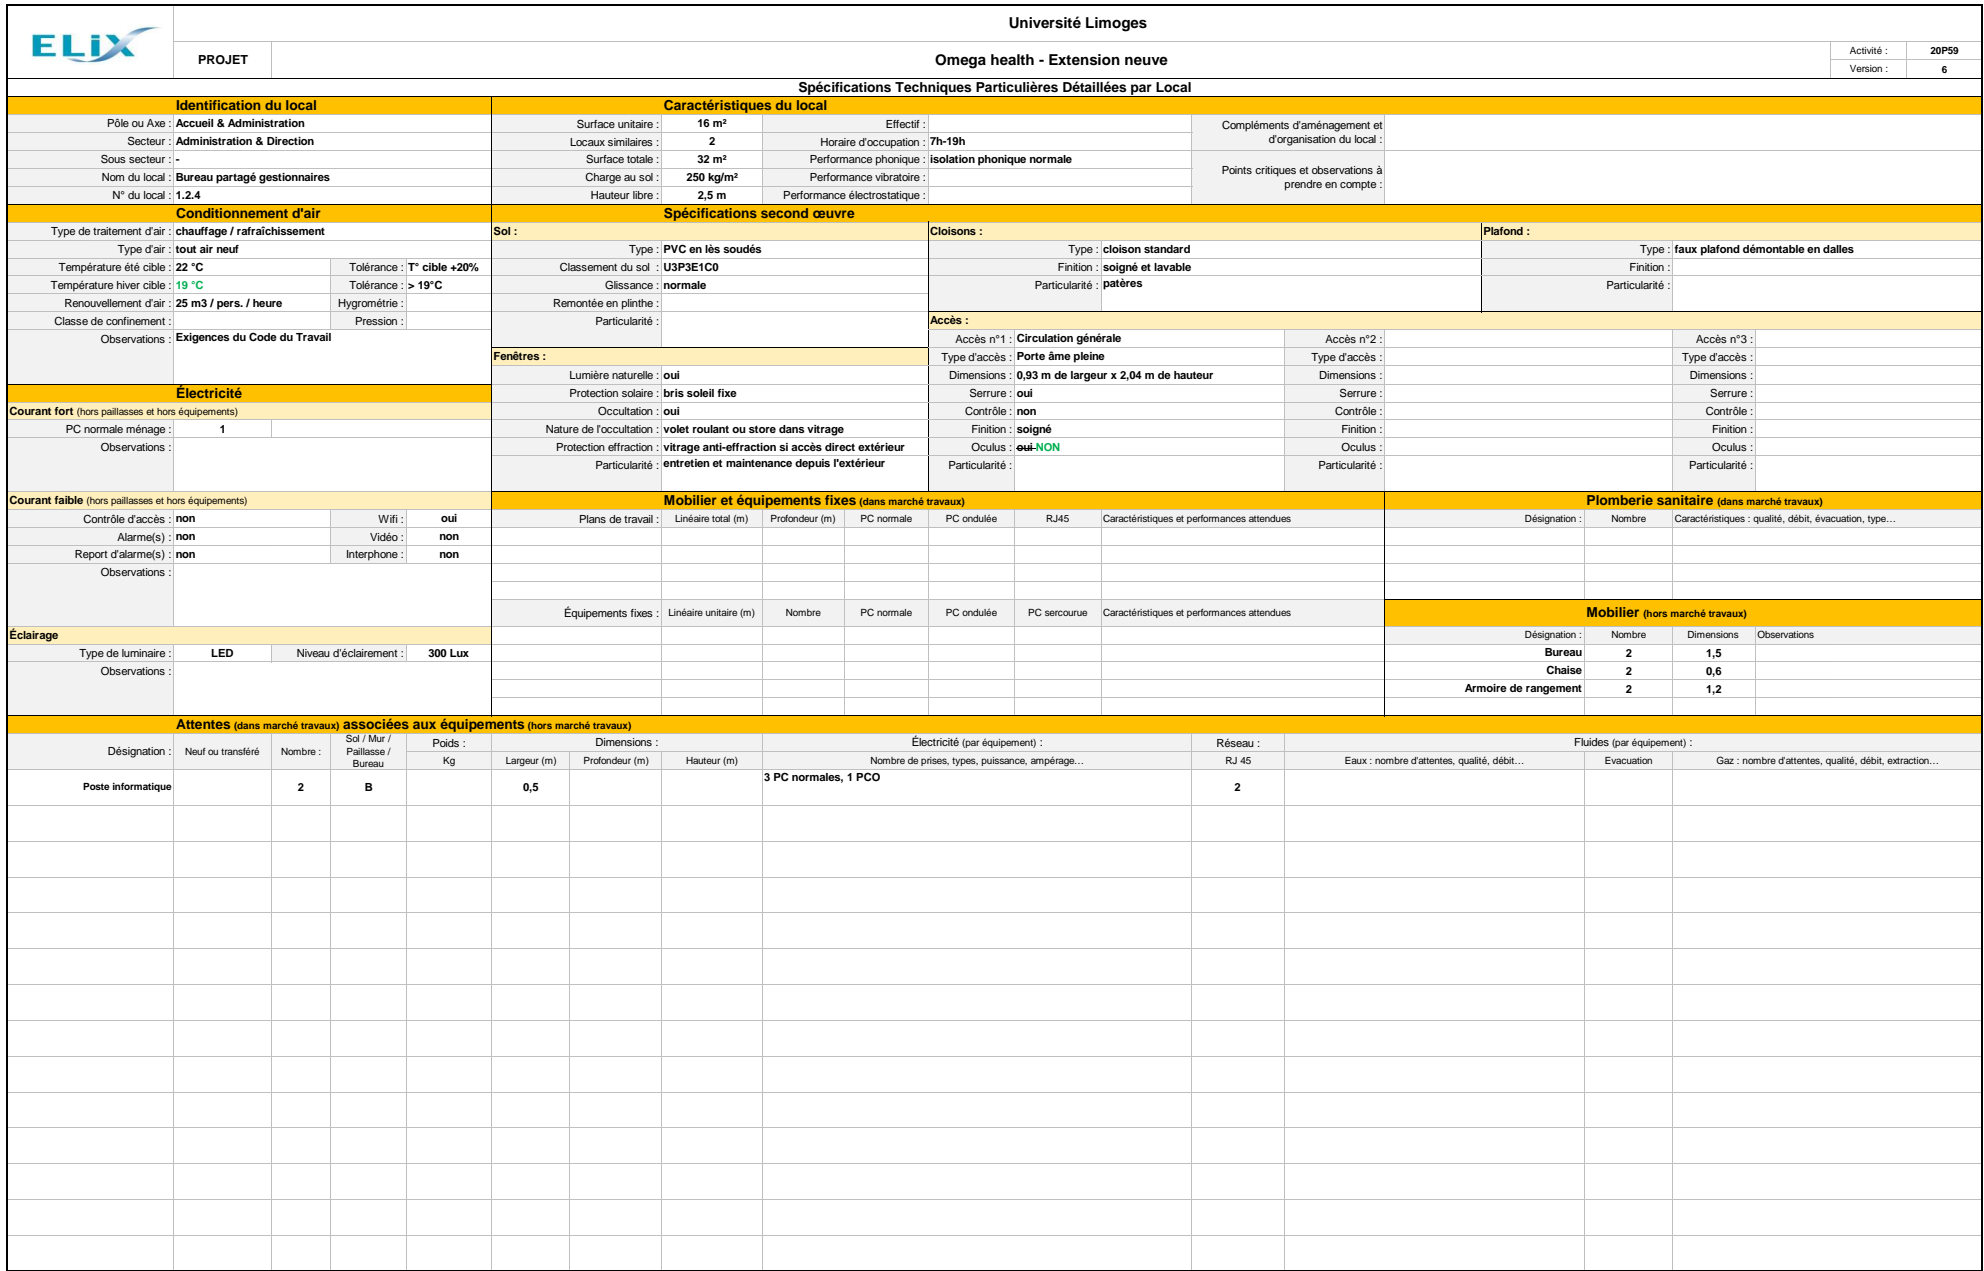 ELiX
Université Limoges
PROJET
Omega health - Extension neuve
Activité : 20P59
Version : 6
Spécifications Techniques Particulières Détaillées par Local
Identification du local
Pôle ou Axe : Accueil & Administration
Secteur : Administration & Direction
Sous secteur : -
Nom du local : Bureau partagé gestionnaires
N° du local : 1.2.4
Caractéristiques du local
Surface unitaire : 16 m² Effectif :
Locaux similaires : 2 Horaire d'occupation : 7h-19h
Surface totale : 32 m² Performance phonique : isolation phonique normale
Charge au sol : 250 kg/m² Performance vibratoire :
Hauteur libre : 2,5 m Performance électrostatique :
Compléments d'aménagement et
d'organisation du local :
Points critiques et observations à
prendre en compte :
Conditionnement d'air
Type de traitement d'air : chauffage / rafraîchissement
Type d'air : tout air neuf
Température été cible : 22 °C Tolérance : T° cible +20%
Température hiver cible : 19 °C Tolérance : > 19°C
Renouvellement d'air : 25 m3 / pers. / heure Hygrométrie :
Classe de confinement : Pression :
Observations : Exigences du Code du Travail
Spécifications second œuvre
Sol :
Type : PVC en lès soudés
Classement du sol : U3P3E1C0
Glissance : normale
Remontée en plinthe :
Particularité :
Cloisons :
Type : cloison standard
Finition : soigné et lavable
Particularité : patères
Plafond :
Type : faux plafond démontable en dalles
Finition :
Particularité :
Fenêtres :
Lumière naturelle : oui
Protection solaire : bris soleil fixe
Occultation : oui
Nature de l'occultation : volet roulant ou store dans vitrage
Protection effraction : vitrage anti-effraction si accès direct extérieur
Particularité : entretien et maintenance depuis l'extérieur
Accès :
Accès n°1 : Circulation générale Accès n°2 : Accès n°3 :
Type d'accès : Porte âme pleine Type d'accès : Type d'accès :
Dimensions : 0,93 m de largeur x 2,04 m de hauteur Dimensions : Dimensions :
Serrure : oui Serrure : Serrure :
Contrôle : non Contrôle : Contrôle :
Finition : soigné Finition : Finition :
Oculus : oui NON Oculus : Oculus :
Particularité : Particularité : Particularité :
Électricité
Courant fort (hors paillasses et hors équipements)
PC normale ménage : 1
Observations :
Courant faible (hors paillasses et hors équipements)
Contrôle d'accès : non Wifi : oui
Alarme(s) : non Vidéo : non
Report d'alarme(s) : non Interphone : non
Observations :
Éclairage
Type de luminaire : LED Niveau d'éclairement : 300 Lux
Observations :
Mobilier et équipements fixes (dans marché travaux)
Plans de travail : Linéaire total (m) Profondeur (m) PC normale PC ondulée RJ45 Caractéristiques et performances attendues
Équipements fixes : Linéaire unitaire (m) Nombre PC normale PC ondulée PC sercourue Caractéristiques et performances attendues
Plomberie sanitaire (dans marché travaux)
Désignation : Nombre Caractéristiques : qualité, débit, évacuation, type…
Mobilier (hors marché travaux)
Désignation : Nombre Dimensions Observations
Bureau 2 1,5
Chaise 2 0,6
Armoire de rangement 2 1,2
Attentes (dans marché travaux) associées aux équipements (hors marché travaux)
Désignation : Neuf ou transféré Nombre : Sol / Mur / Paillasse / Bureau Poids : Dimensions : Électricité (par équipement) : Réseau : Fluides (par équipement) :
Kg Largeur (m) Profondeur (m) Hauteur (m) Nombre de prises, types, puissance, ampérage… RJ 45 Eaux : nombre d'attentes, qualité, débit… Evacuation Gaz : nombre d'attentes, qualité, débit, extraction…
Poste informatique 2 B 0,5 3 PC normales, 1 PCO 2